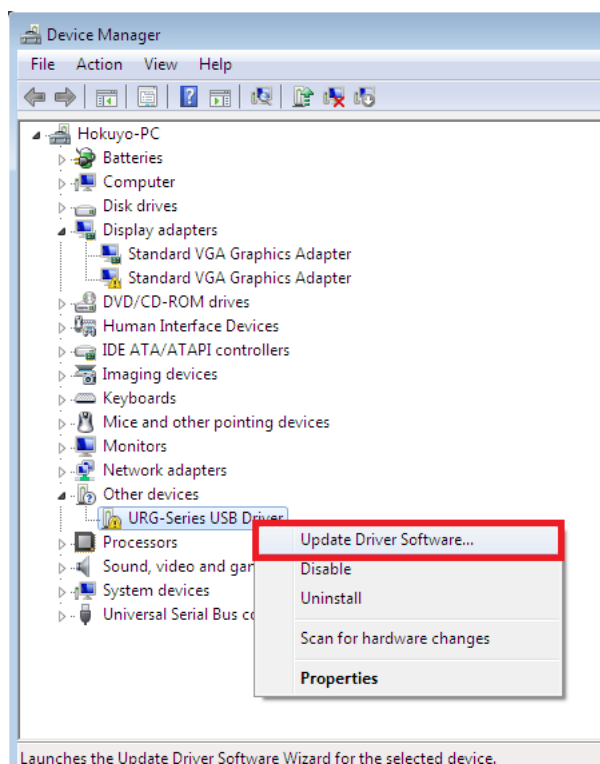 Device Manager
File Action View Help
Hokuyo-PC
Batteries
Computer
Disk drives
Display adapters
Standard VGA Graphics Adapter
Standard VGA Graphics Adapter
DVD/CD-ROM drives
Human Interface Devices
IDE ATA/ATAPI controllers
Imaging devices
Keyboards
Mice and other pointing devices
Monitors
Network adapters
Other devices
URG-Series USB Driver
Update Driver Software...
Processors
Sound, video and gar
Disable
System devices
Uninstall
Universal Serial Bus co
Scan for hardware changes
Properties
Launches the Update Driver Software Wizard for the selected device.